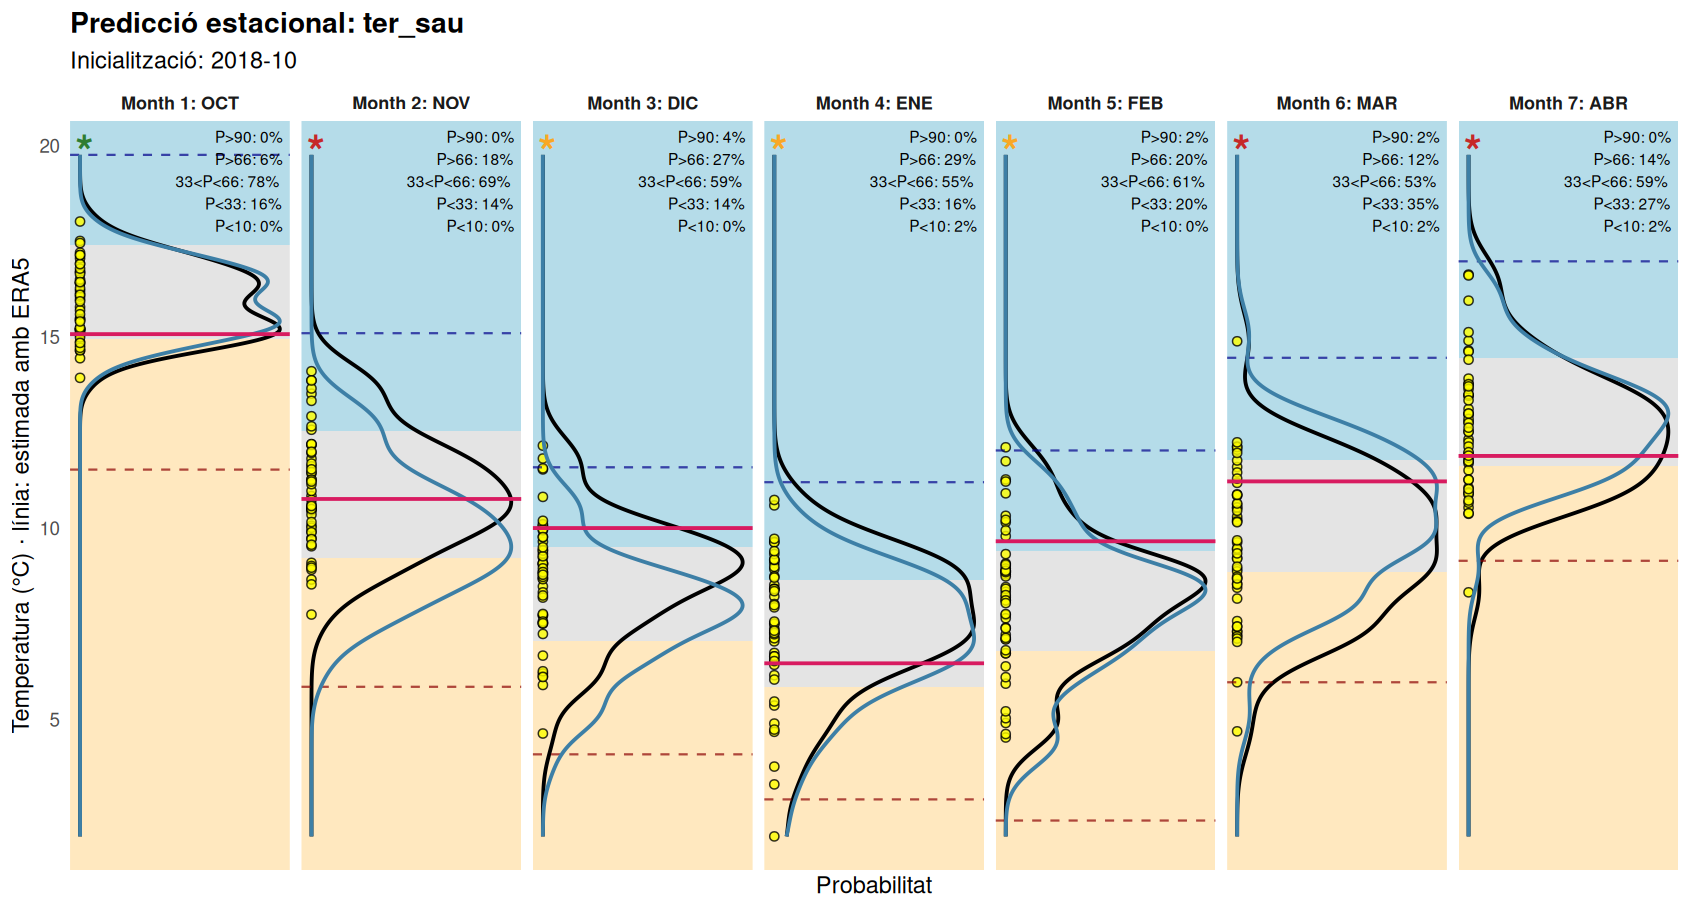 Predicció estacional: ter_sau
Inicialització: 2018-10
Month 1: OCT
Month 2: NOV
Month 3: DIC
Month 4: ENE
Month 5: FEB
Month 6: MAR
Month 7: ABR
P>90: 0%
P>66: 6%
33<P<66: 78%
P<33: 16%
P<10: 0%
P>90: 0%
P>66: 18%
33<P<66: 69%
P<33: 14%
P<10: 0%
P>90: 4%
P>66: 27%
33<P<66: 59%
P<33: 14%
P<10: 0%
P>90: 0%
P>66: 29%
33<P<66: 55%
P<33: 16%
P<10: 2%
P>90: 2%
P>66: 20%
33<P<66: 61%
P<33: 20%
P<10: 0%
P>90: 2%
P>66: 12%
33<P<66: 53%
P<33: 35%
P<10: 2%
P>90: 0%
P>66: 14%
33<P<66: 59%
P<33: 27%
P<10: 2%
20
15
10
5
Temperatura (°C) · línia: estimada amb ERA5
Probabilitat